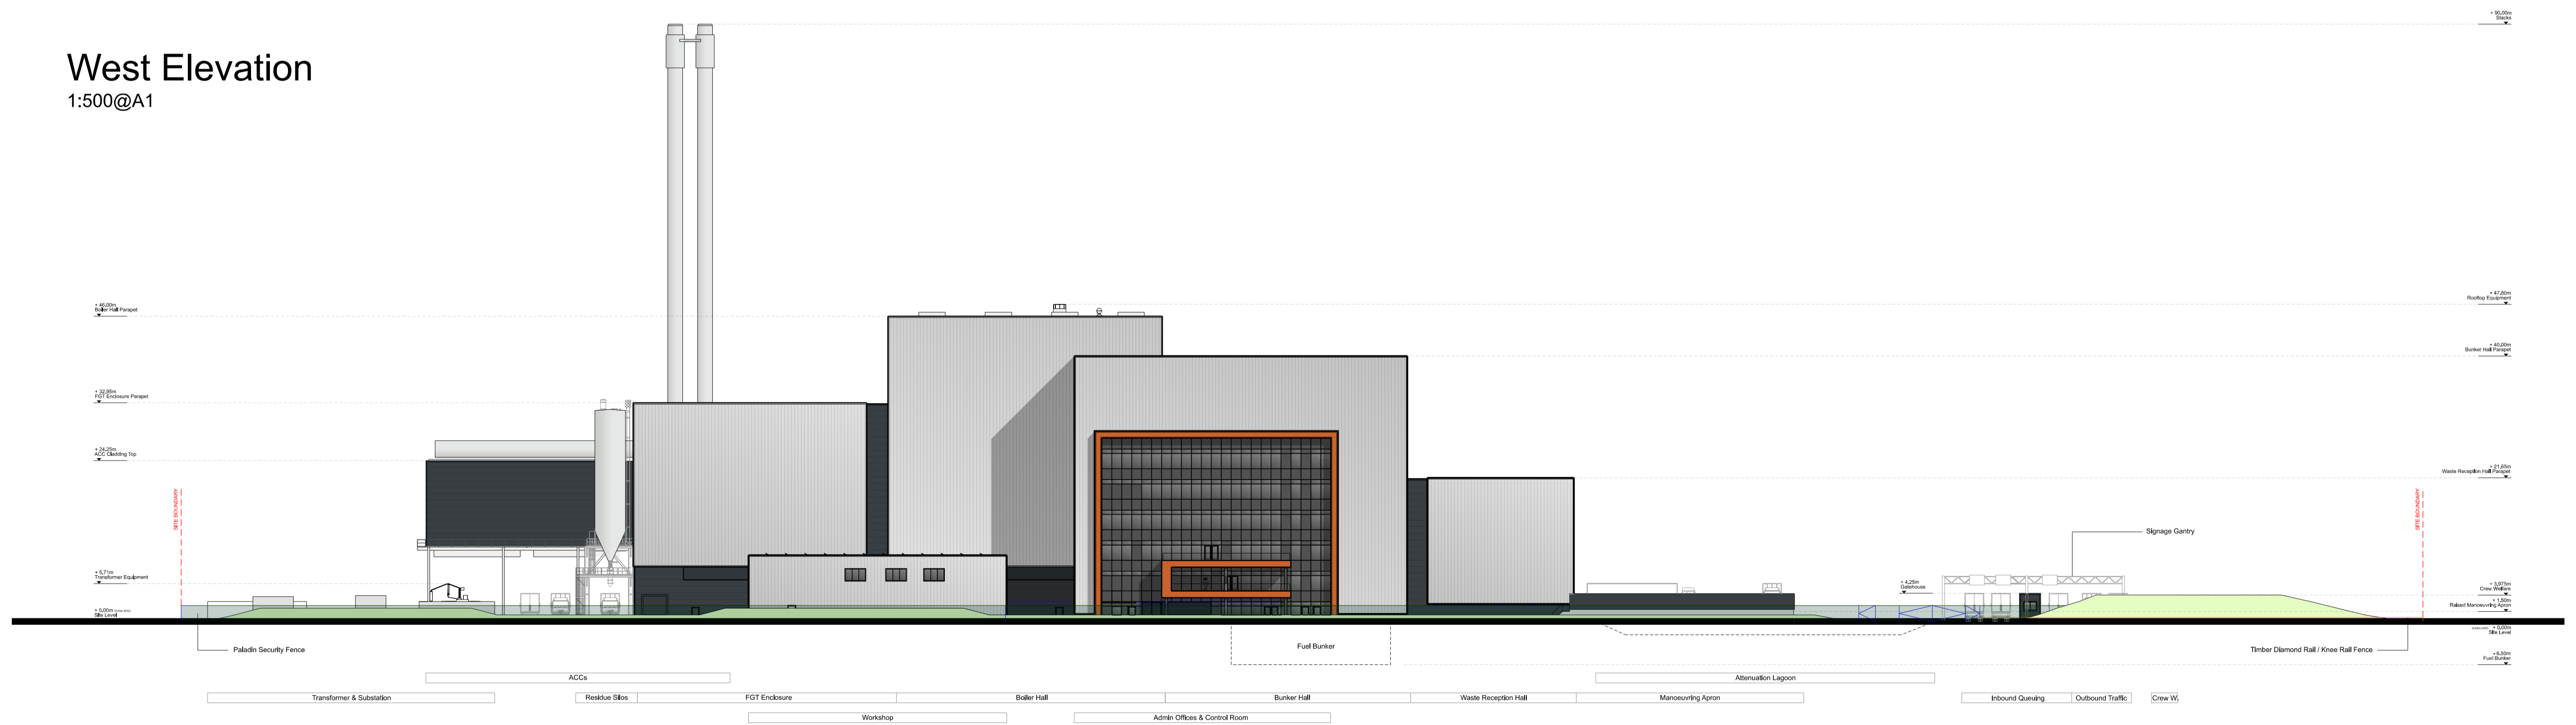 West Elevation
1:500@A1
+ 90.00m
Stacks
+ 46.00m
Boiler Hall Parapet
+ 47.80m
Rooftop Equipment
+ 40.00m
Bunker Hall Parapet
+ 32.95m
FGT Enclosure Parapet
+ 24.25m
ACC Cladding Top
+ 21.65m
Waste Reception Hall Parapet
SITE BOUNDARY
SITE BOUNDARY
Signage Gantry
+ 5.71m
Transformer Equipment
+ 4.25m
Gatehouse
+ 3.975m
Crew Welfare
+ 1.50m
Raised Manoeuvring Apron
+ 0.00m
Site Level
+ 0.00m
Site Level
Paladin Security Fence
Fuel Bunker
Timber Diamond Rail / Knee Rail Fence
+6.50m
Fuel Bunker
ACCs
Attenuation Lagoon
Transformer & Substation
Residue Silos
FGT Enclosure
Boiler Hall
Bunker Hall
Waste Reception Hall
Manoeuvring Apron
Inbound Queuing
Outbound Traffic
Crew W.
Workshop
Admin Offices & Control Room